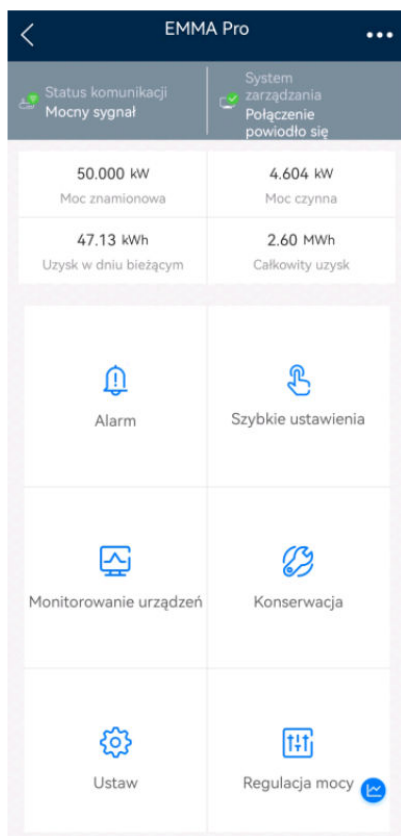 EMMA Pro
Status komunikacji
Mocny sygnał
System
zarządzania
Połączenie
powiodło się
50.000 kW
Moc znamionowa
4.604 kW
Moc czynna
47.13 kWh
Uzysk w dniu bieżącym
2.60 MWh
Całkowity uzysk
Alarm
Szybkie ustawienia
Monitorowanie urządzeń
Konserwacja
Ustaw
Regulacja mocy